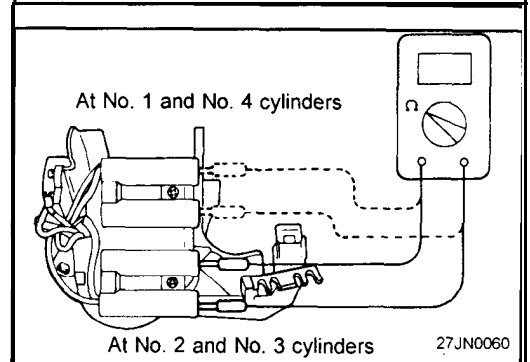 At No. 1 and No. 4 cylinders
Ω
At No. 2 and No. 3 cylinders
27JN0060